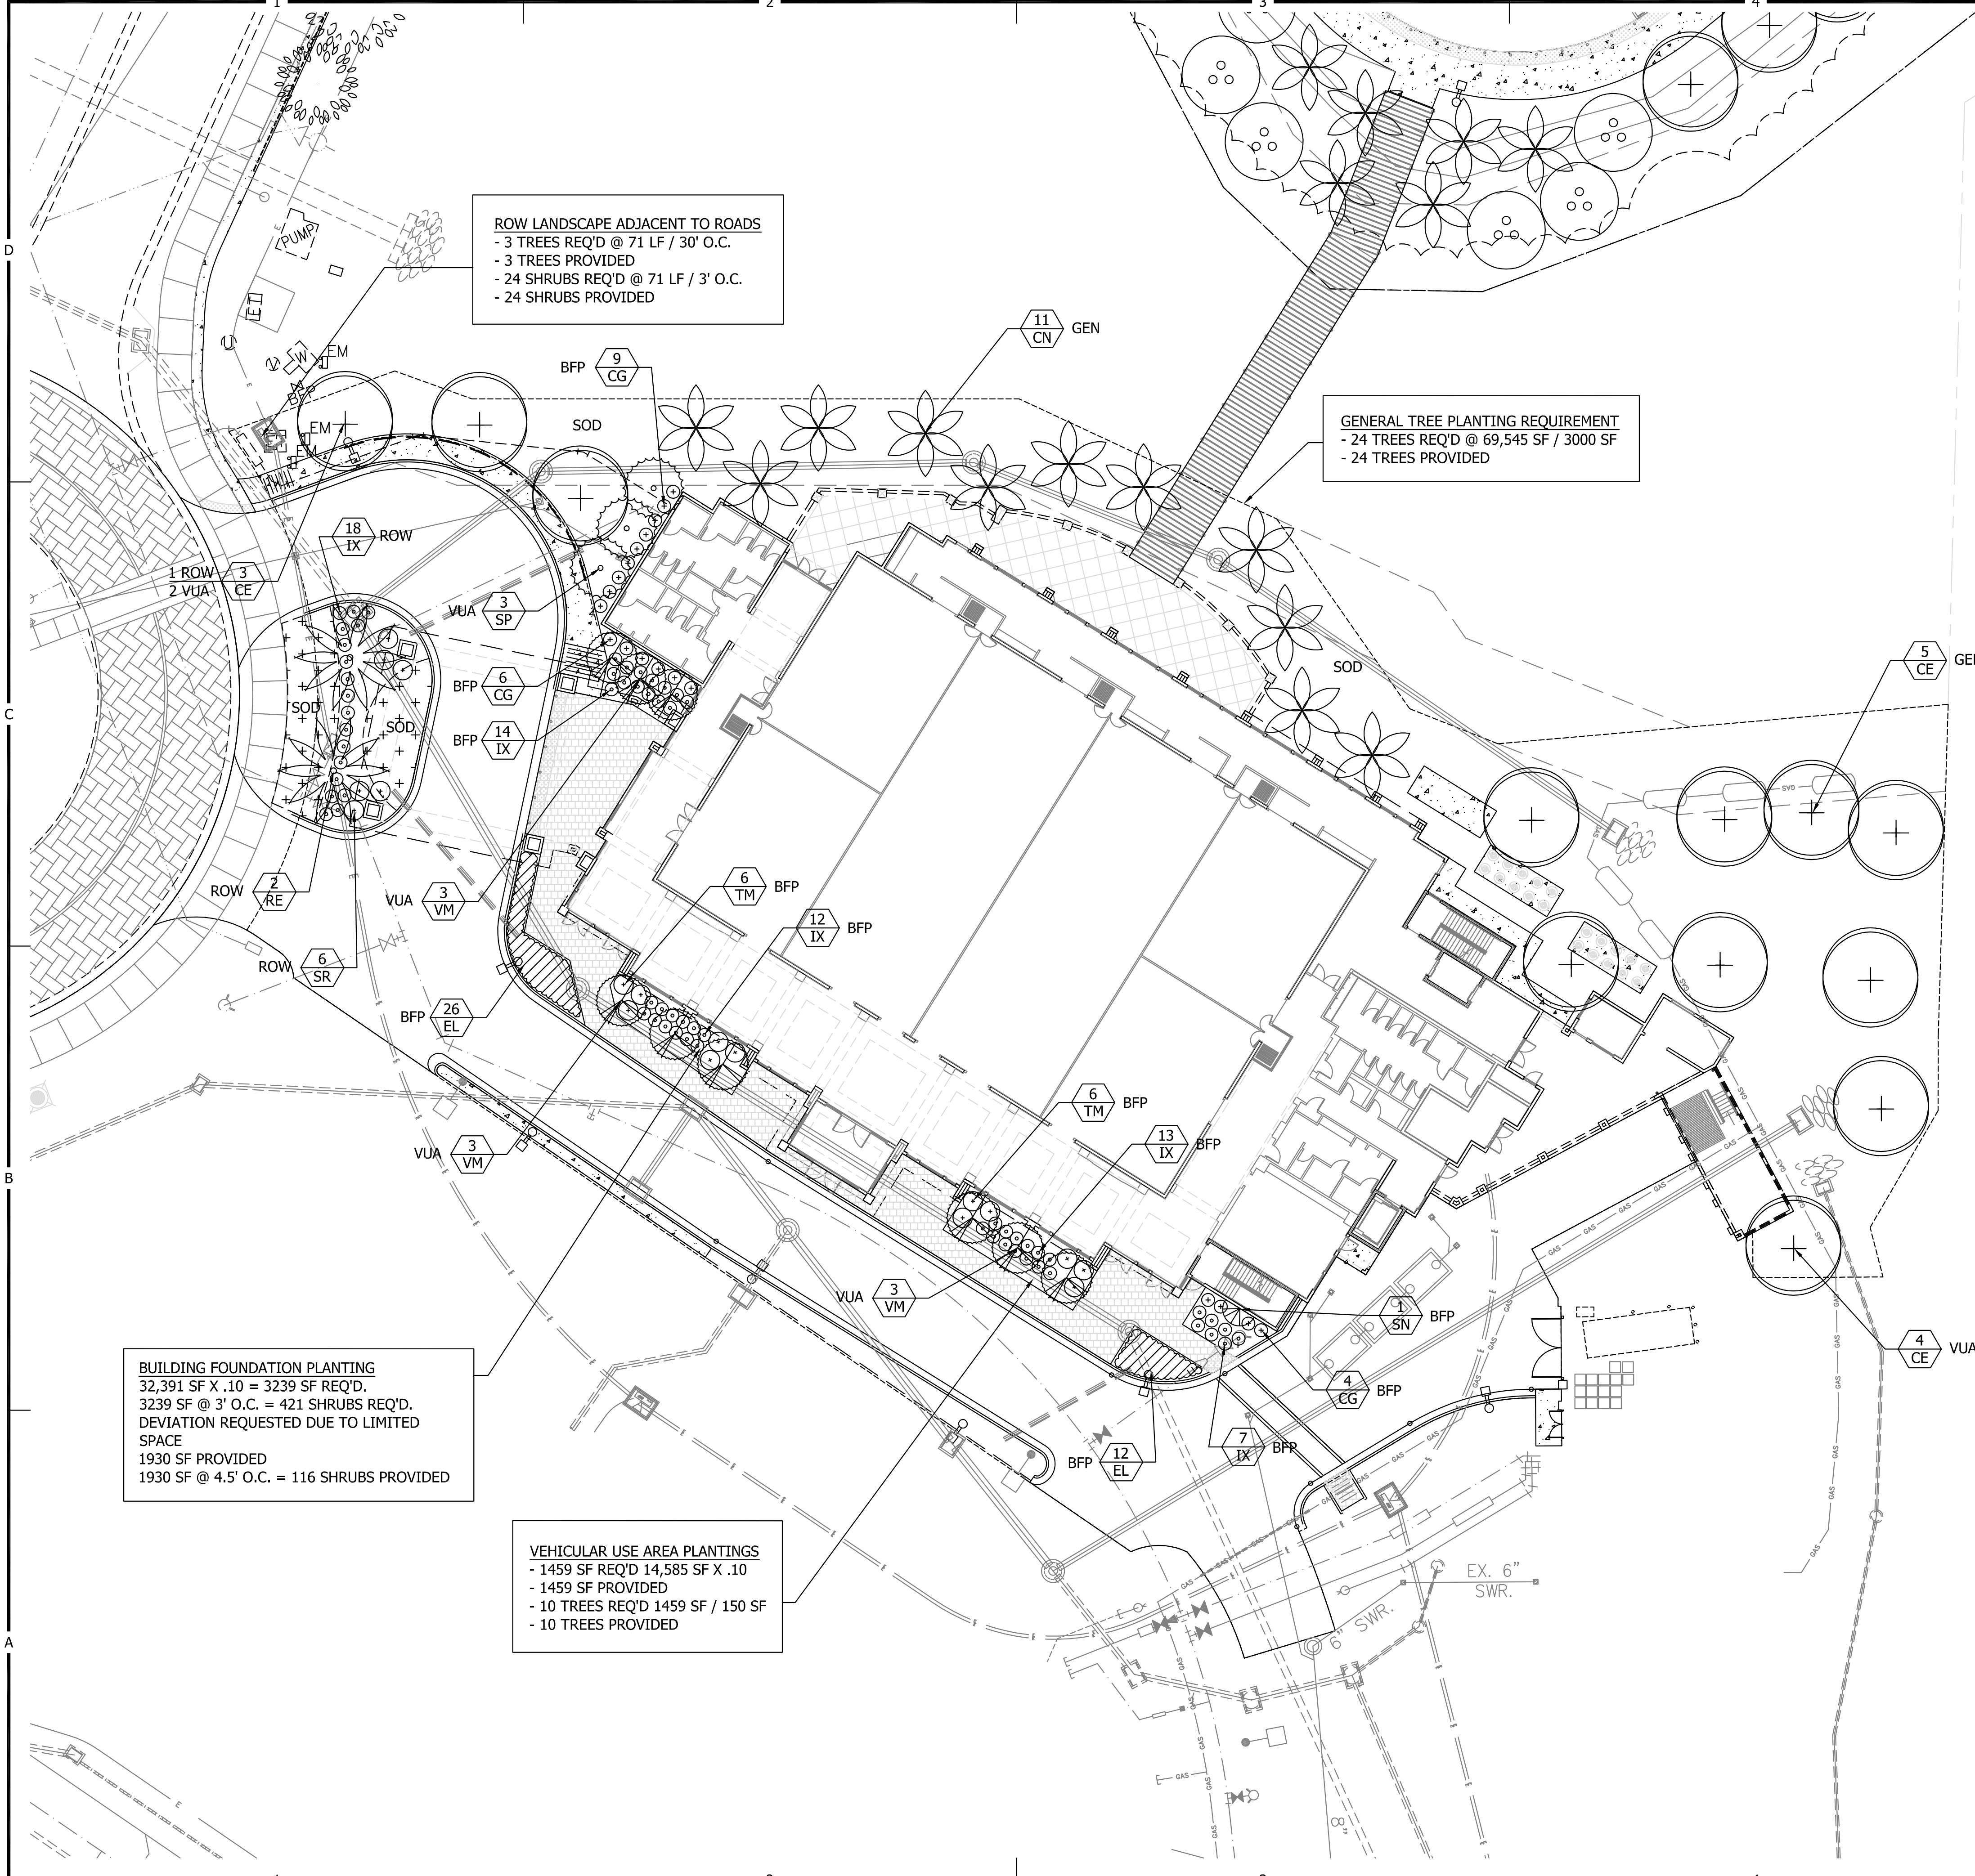 1
2
3
4
D
C
B
A
ROW LANDSCAPE ADJACENT TO ROADS
- 3 TREES REQ'D @ 71 LF / 30' O.C.
- 3 TREES PROVIDED
- 24 SHRUBS REQ'D @ 71 LF / 3' O.C.
- 24 SHRUBS PROVIDED
PUMP
ET
W
EM
BFP
EM
EM
11
CN
GEN
BFP
9
CG
SOD
GENERAL TREE PLANTING REQUIREMENT
- 24 TREES REQ'D @ 69,545 SF / 3000 SF
- 24 TREES PROVIDED
18
IX
ROW
1 ROW
2 VUA
3
CE
VUA
3
SP
SOD
5
CE
BFP
6
CG
SOD
SOD
BFP
14
IX
GAS
ROW
2
RE
VUA
3
VM
6
TM
BFP
12
IX
BFP
ROW
6
SR
BFP
26
EL
6
TM
BFP
13
IX
BFP
VUA
3
VM
VUA
3
VM
1
SN
BFP
4
CE
VUA
4
CG
BFP
BFP
12
EL
7
IX
BFP
BUILDING FOUNDATION PLANTING
32,391 SF X .10 = 3239 SF REQ'D.
3239 SF @ 3' O.C. = 421 SHRUBS REQ'D.
DEVIATION REQUESTED DUE TO LIMITED
SPACE
1930 SF PROVIDED
1930 SF @ 4.5' O.C. = 116 SHRUBS PROVIDED
VEHICULAR USE AREA PLANTINGS
- 1459 SF REQ'D 14,585 SF X .10
- 1459 SF PROVIDED
- 10 TREES REQ'D 1459 SF / 150 SF
- 10 TREES PROVIDED
EX. 6"
SWR.
6" SWR.
GAS
GAS
GAS
8"
E